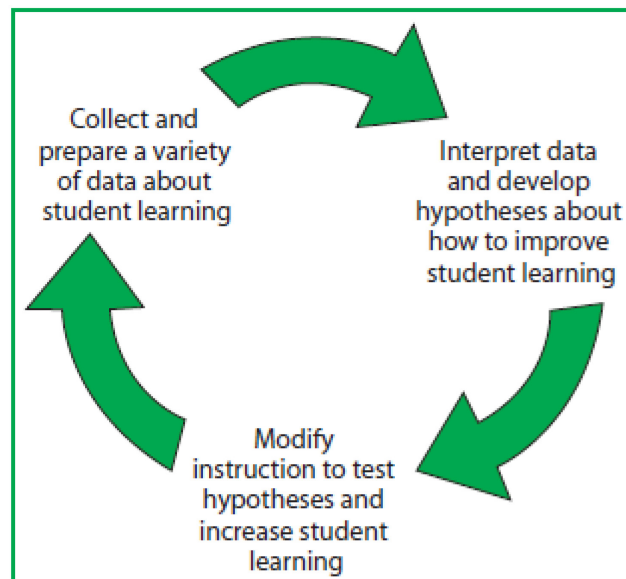 Collect and
prepare a variety
of data about
student learning
Interpret data
and develop
hypotheses about
how to improve
student learning
Modify
instruction to test
hypotheses and
increase student
learning